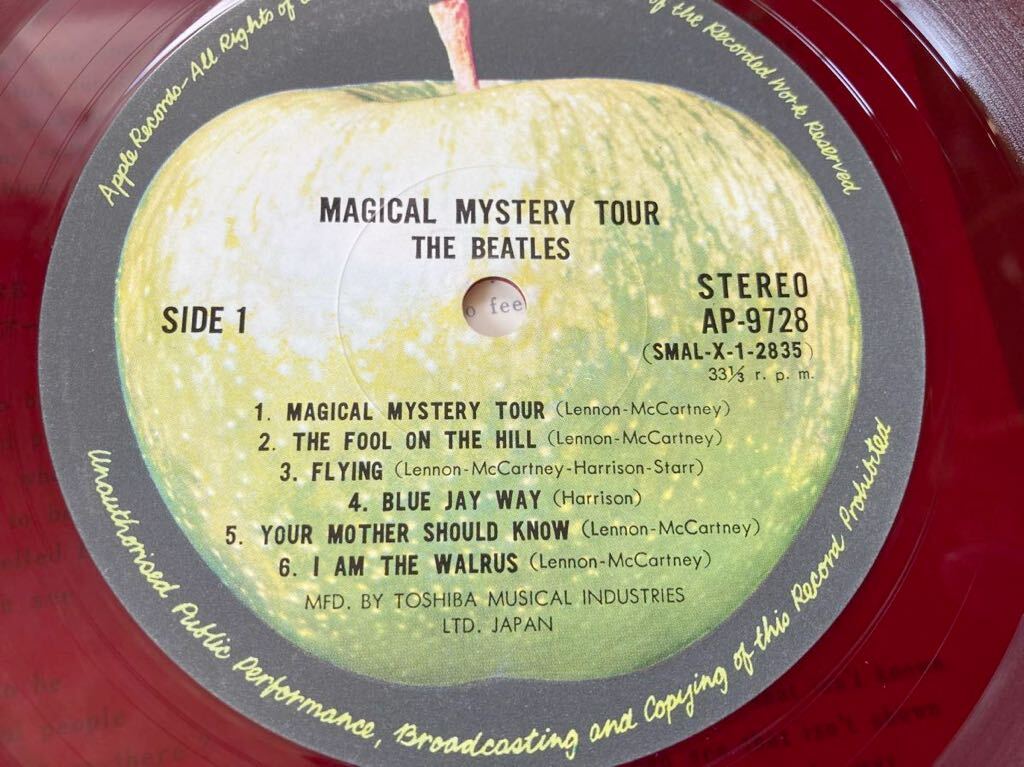 Apple Records-All Rights of
of the Recorded Work Reserved
MAGICAL MYSTERY TOUR
THE BEATLES
SIDE 1
STEREO
AP-9728
(SMAL-X-1-2835)
33⅓ r. p. m.
o fee
1. MAGICAL MYSTERY TOUR (Lennon-McCartney)
2. THE FOOL ON THE HILL (Lennon-McCartney)
3. FLYING (Lennon-McCartney-Harrison-Starr)
4. BLUE JAY WAY (Harrison)
5. YOUR MOTHER SHOULD KNOW (Lennon-McCartney)
6. I AM THE WALRUS (Lennon-McCartney)
MFD. BY TOSHIBA MUSICAL INDUSTRIES
LTD. JAPAN
Unauthorised Public Performance, Broadcasting and Copying of this Record Prohibited
people